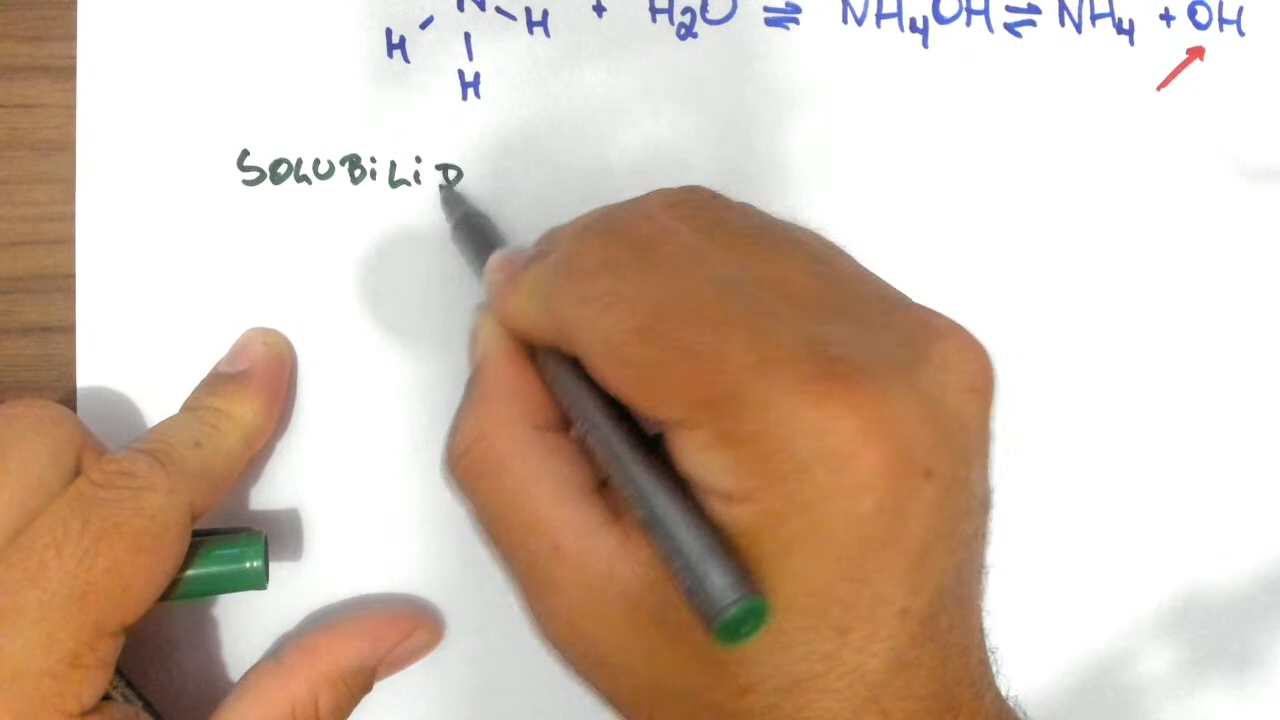 N
H H + H2O ⇌ NH4OH ⇌ NH4 + OH
H
SOLUBiLiD